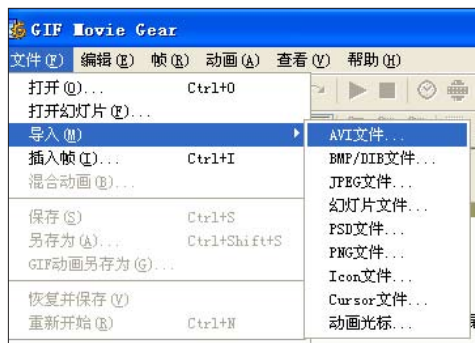 GIF Movie Gear
文件(F) 编辑(E) 帧(R) 动画(A) 查看(V) 帮助(H)
打开(O)... Ctrl+O
打开幻灯片(F)...
导入(M)
插入帧(I)... Ctrl+I
混合动画(B)...
保存(S) Ctrl+S
另存为(A)... Ctrl+Shift+S
GIF动画另存为(G)...
恢复并保存(V)
重新开始(R) Ctrl+N
AVI文件...
BMP/DIB文件...
JPEG文件...
幻灯片文件...
PSD文件...
PNG文件...
Icon文件...
Cursor文件...
动画光标...